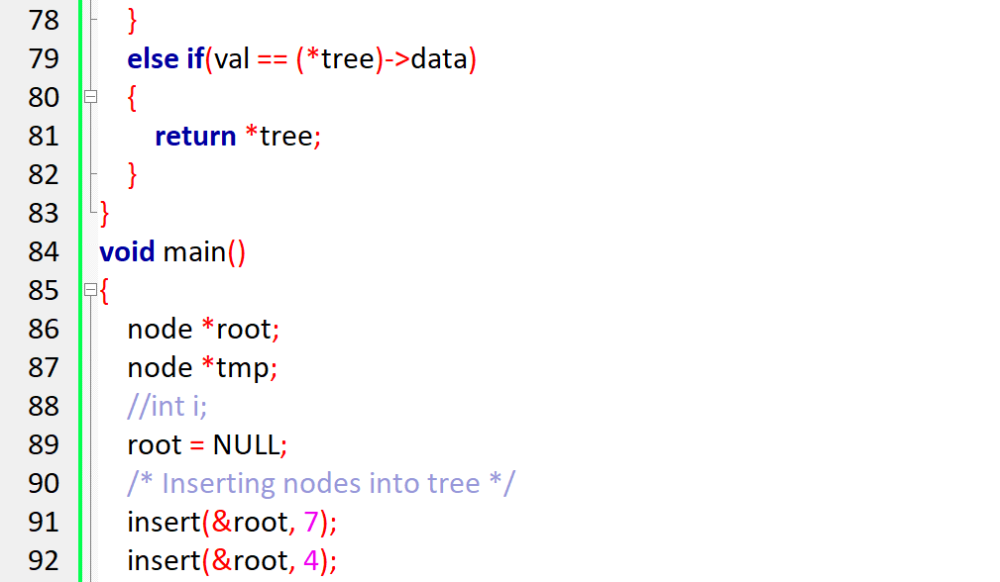 78 }
79 else if(val == (*tree)->data)
80 {
81 return *tree;
82 }
83 }
84 void main()
85 {
86 node *root;
87 node *tmp;
88 //int i;
89 root = NULL;
90 /* Inserting nodes into tree */
91 insert(&root, 7);
92 insert(&root, 4);